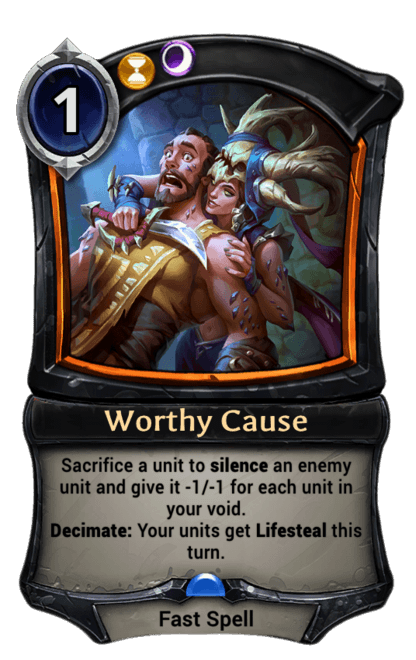 1
Worthy Cause
Sacrifice a unit to silence an enemy
unit and give it -1/-1 for each unit in
your void.
Decimate: Your units get Lifesteal this
turn.
Fast Spell